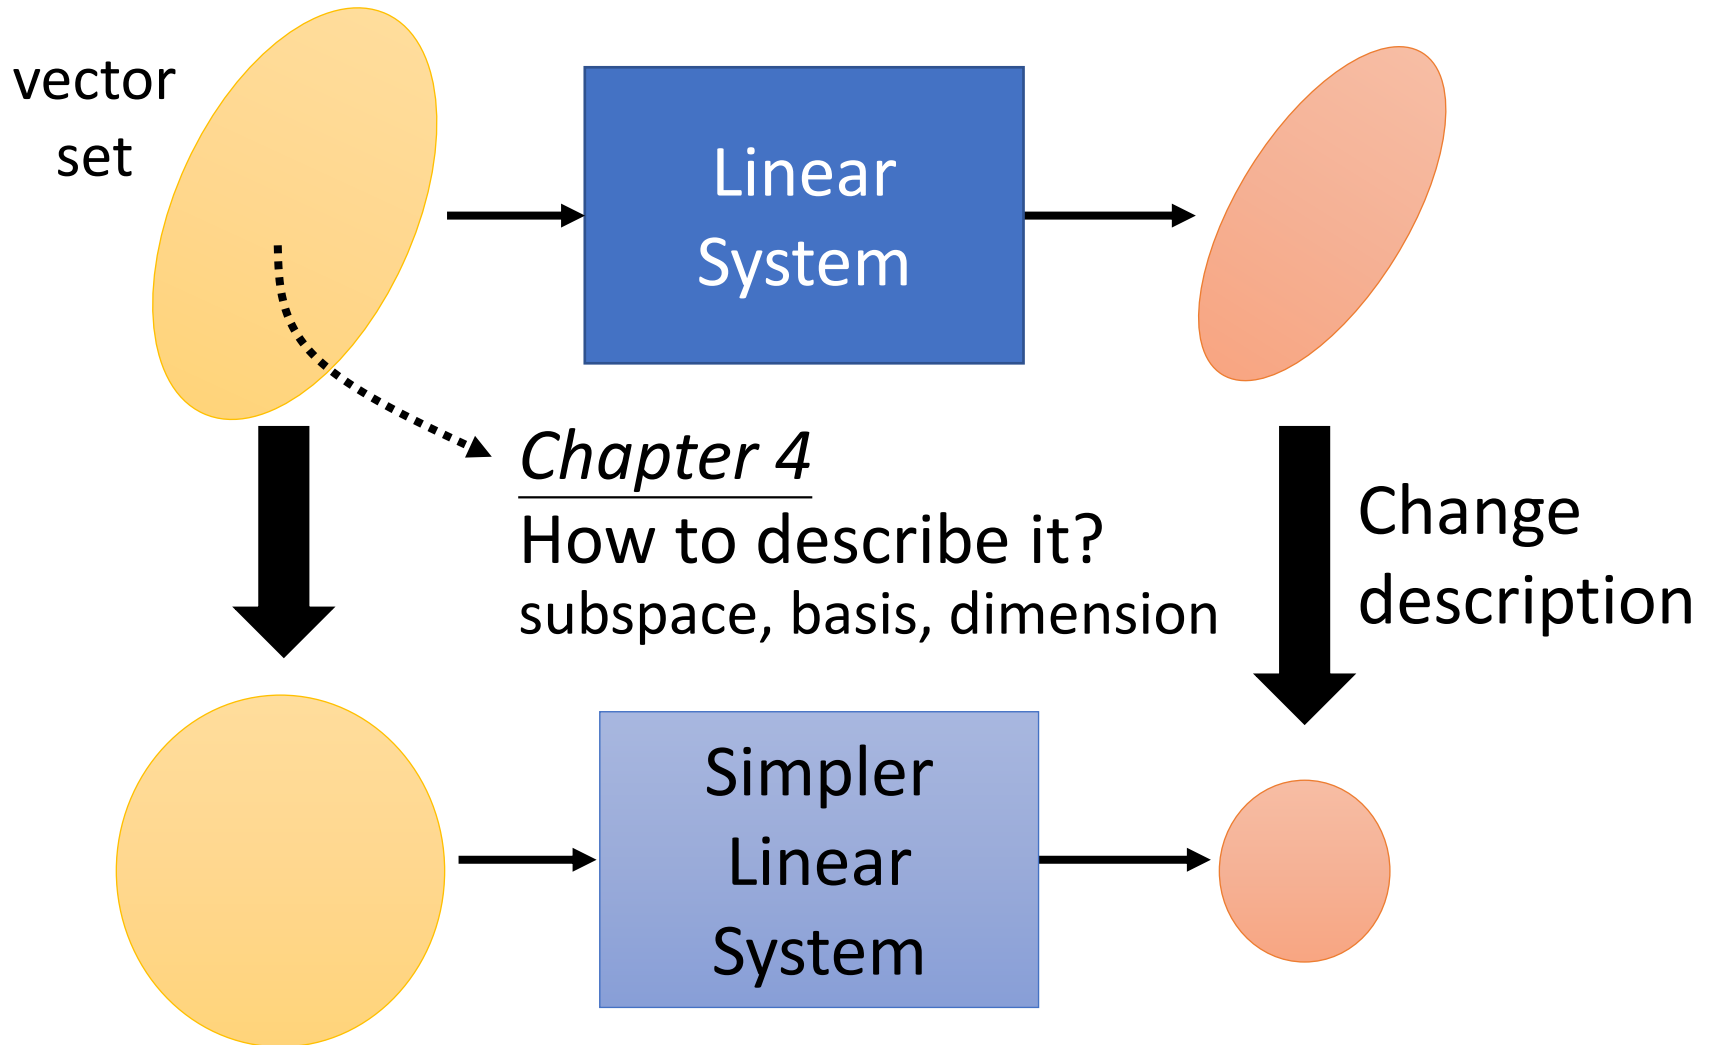 vector
set
Linear
System
Chapter 4
How to describe it?
subspace, basis, dimension
Change
description
Simpler
Linear
System